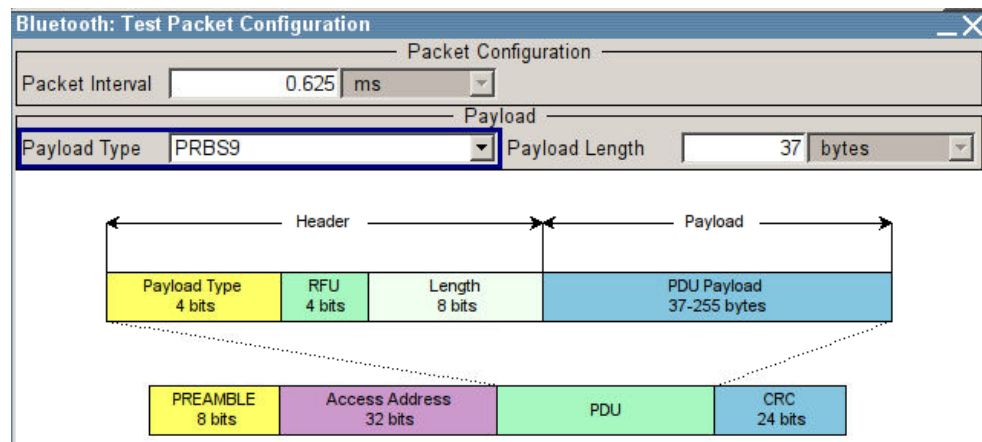 Bluetooth: Test Packet Configuration
Packet Configuration
Packet Interval 0.625 ms
Payload
Payload Type PRBS9 Payload Length 37 bytes
Header Payload
Payload Type RFU Length PDU Payload
4 bits 4 bits 8 bits 37-255 bytes
PREAMBLE Access Address PDU CRC
8 bits 32 bits 24 bits